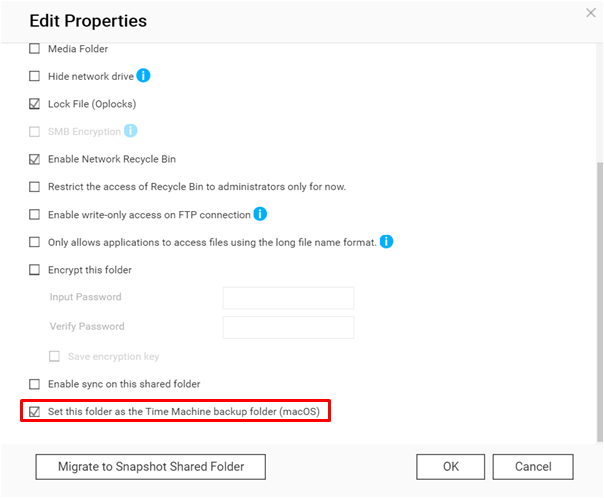 Edit Properties
Media Folder
Hide network drive i
Lock File (Oplocks)
SMB Encryption i
Enable Network Recycle Bin
Restrict the access of Recycle Bin to administrators only for now.
Enable write-only access on FTP connection i
Only allows applications to access files using the long file name format. i
Encrypt this folder
Input Password
Verify Password
Save encryption key
Enable sync on this shared folder
Set this folder as the Time Machine backup folder (macOS)
Migrate to Snapshot Shared Folder OK Cancel